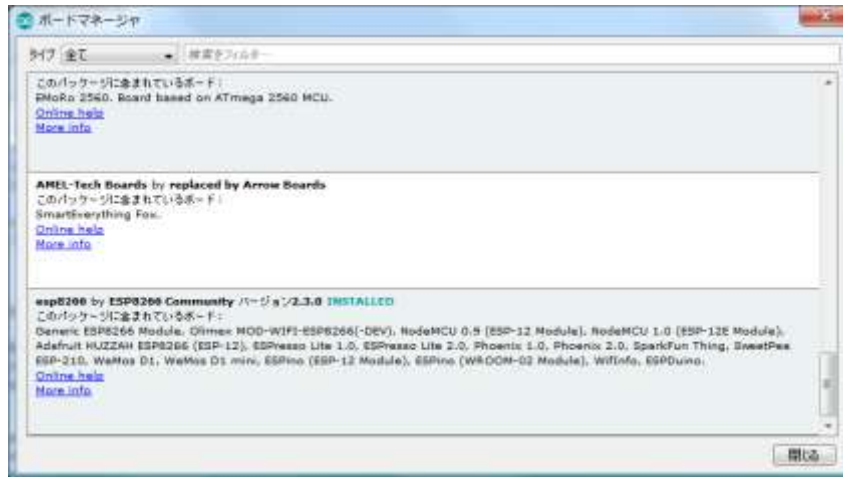 ボードマネージャ
タイプ 全て 検索をフィルター
このパッケージに含まれているボード：
EMoRo 2560. Board based on ATmega 2560 MCU.
Online help
More info
AMEL-Tech Boards by replaced by Arrow Boards
このパッケージに含まれているボード：
SmartEverything Fox.
Online help
More info
esp8266 by ESP8266 Community バージョン2.3.0 INSTALLED
このパッケージに含まれているボード：
Generic ESP8266 Module, Olimex MOD-WIFI-ESP8266(-DEV), NodeMCU 0.9 (ESP-12 Module), NodeMCU 1.0 (ESP-12E Module),
Adafruit HUZZAH ESP8266 (ESP-12), ESPresso Lite 1.0, ESPresso Lite 2.0, Phoenix 1.0, Phoenix 2.0, SparkFun Thing, SweetPea
ESP-210, WeMos D1, WeMos D1 mini, ESPino (ESP-12 Module), ESPino (WROOM-02 Module), WifInfo, ESPDuino.
Online help
More info
閉じる